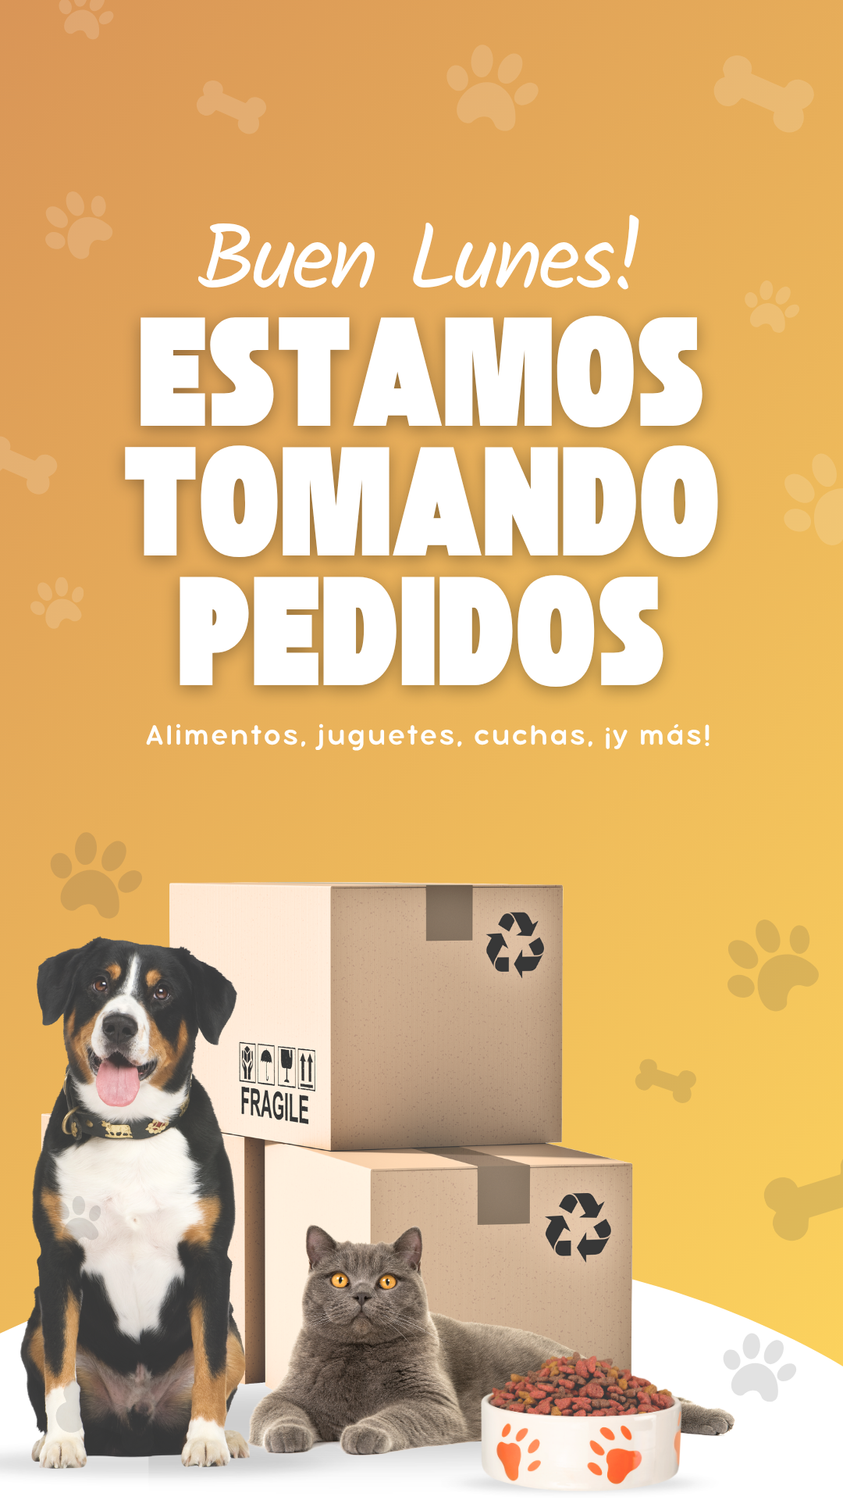 Buen Lunes!
ESTAMOS
TOMANDO
PEDIDOS
Alimentos, juguetes, cuchas, ¡y más!
FRAGILE